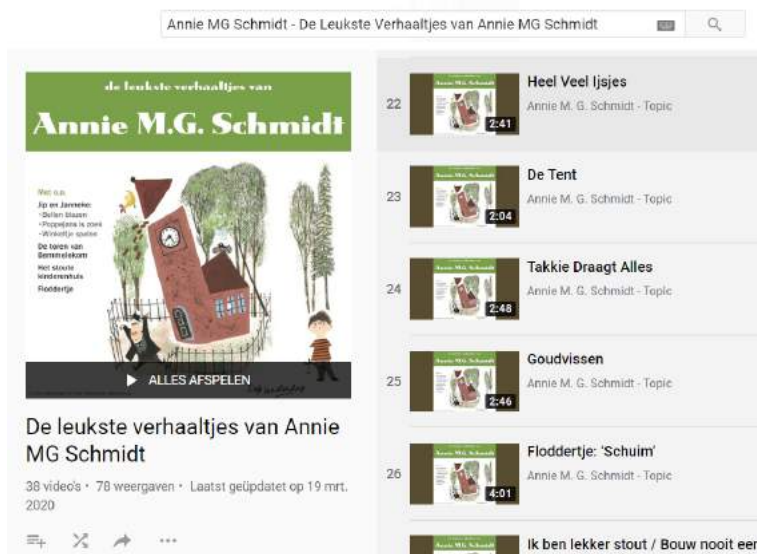 Annie MG Schmidt - De Leukste Verhaaltjes van Annie MG Schmidt
de leukste verhaaltjes van
Annie M.G. Schmidt
Met o.a.
Jip en Janneke:
•Bellen blazen
•Poppejans is zoek
•Winkeltje spelen
De toren van
Bemmelekom
Het stoute
kinderenhuis
Floddertje
ALLES AFSPELEN
De leukste verhaaltjes van Annie
MG Schmidt
38 video's • 78 weergaven • Laatst geüpdatet op 19 mrt.
2020
22
2:41
Heel Veel Ijsjes
Annie M. G. Schmidt - Topic
23
2:04
De Tent
Annie M. G. Schmidt - Topic
24
2:48
Takkie Draagt Alles
Annie M. G. Schmidt - Topic
25
2:46
Goudvissen
Annie M. G. Schmidt - Topic
26
4:01
Floddertje: 'Schuim'
Annie M. G. Schmidt - Topic
Ik ben lekker stout / Bouw nooit een